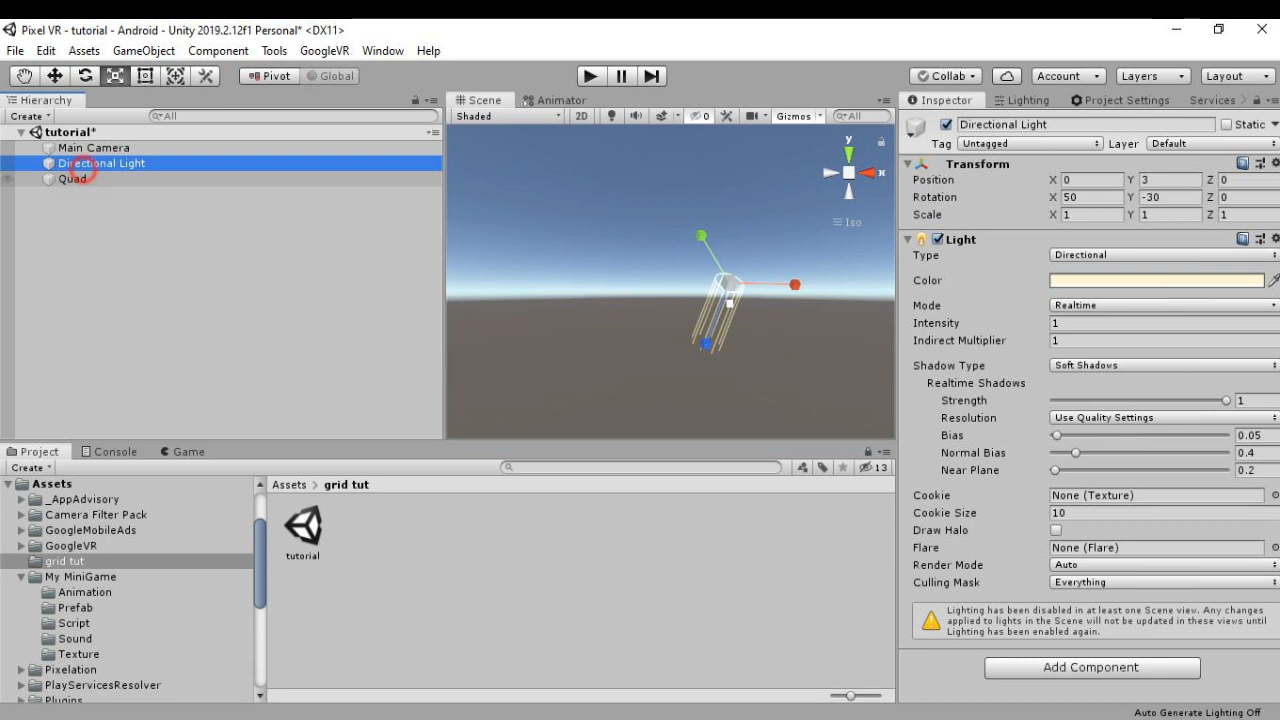 Pixel VR - tutorial - Android - Unity 2019.2.12f1 Personal* <DX11>
File Edit Assets GameObject Component Tools GoogleVR Window Help
Pivot Global Collab Account Layers Layout
Hierarchy
Create All
tutorial*
Main Camera
Directional Light
Quad
Scene Animator
Shaded 2D 0 Gizmos All
y
x
Iso
Inspector Lighting Project Settings Services
Directional Light Static
Tag Untagged Layer Default
Transform
Position X 0 Y 3 Z 0
Rotation X 50 Y -30 Z 0
Scale X 1 Y 1 Z 1
Light
Type Directional
Color
Mode Realtime
Intensity 1
Indirect Multiplier 1
Shadow Type Soft Shadows
Realtime Shadows
Strength 1
Resolution Use Quality Settings
Bias 0.05
Normal Bias 0.4
Near Plane 0.2
Cookie None (Texture)
Cookie Size 10
Draw Halo
Flare None (Flare)
Render Mode Auto
Culling Mask Everything
Lighting has been disabled in at least one Scene view. Any changes
applied to lights in the Scene will not be updated in these views until
Lighting has been enabled again.
Add Component
Project Console Game
Create 13
Assets
_AppAdvisory
Camera Filter Pack
GoogleMobileAds
GoogleVR
grid tut
My MiniGame
Animation
Prefab
Script
Sound
Texture
Pixelation
PlayServicesResolver
Plugins
Assets > grid tut
tutorial
Auto Generate Lighting Off